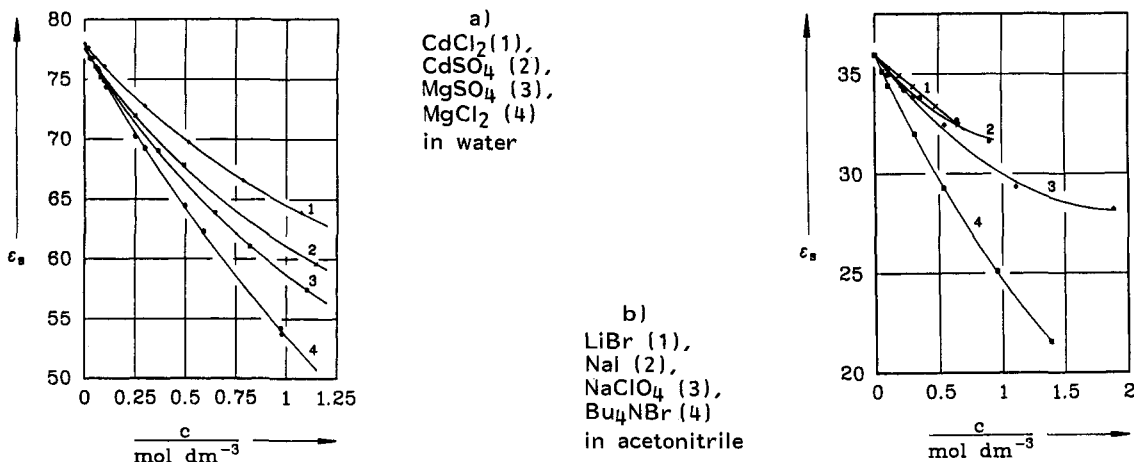 80
75
70
65
60
55
50
εs
0
0.25
0.5
0.75
1
1.25
1
2
3
4
c
mol dm⁻³
a)
CdCl₂(1),
CdSO₄ (2),
MgSO₄ (3),
MgCl₂ (4)
in water
b)
LiBr (1),
NaI (2),
NaClO₄ (3),
Bu₄NBr (4)
in acetonitrile
35
30
25
20
εs
0
0.5
1
1.5
2
1
2
3
4
c
mol dm⁻³